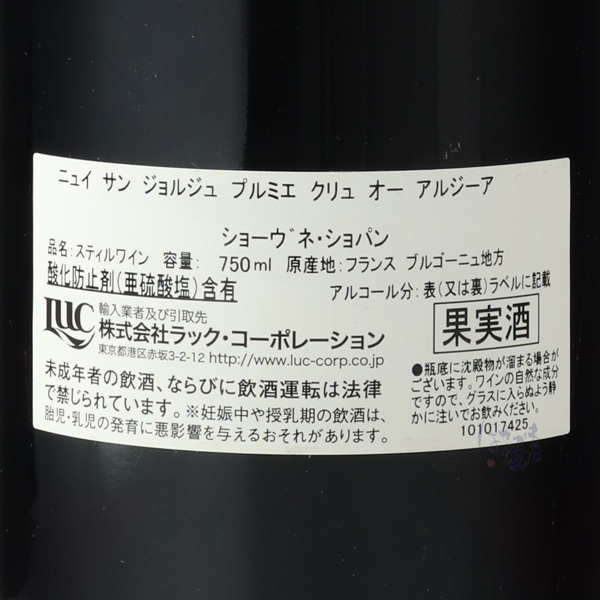 ニュイ サン ジョルジュ プルミエ クリュ オー アルジーア
ショーヴネ・ショパン
品名:スティルワイン 容量: 750ml 原産地:フランス ブルゴーニュ地方
酸化防止剤(亜硫酸塩)含有 アルコール分:表(又は裏)ラベルに記載
LUC 輸入業者及び引取先
株式会社ラック・コーポレーション
東京都港区赤坂3-2-12 http://www.luc-corp.co.jp
果実酒
未成年者の飲酒、ならびに飲酒運転は法律
で禁じられています。※妊娠中や授乳期の飲酒は、
胎児・乳児の発育に悪影響を与えるおそれがあります。
●瓶底に沈殿物が溜まる場合が
ございます。ワインの自然な成分
ですので、グラスに入らぬよう静
かに注いでお飲みください。
101017425